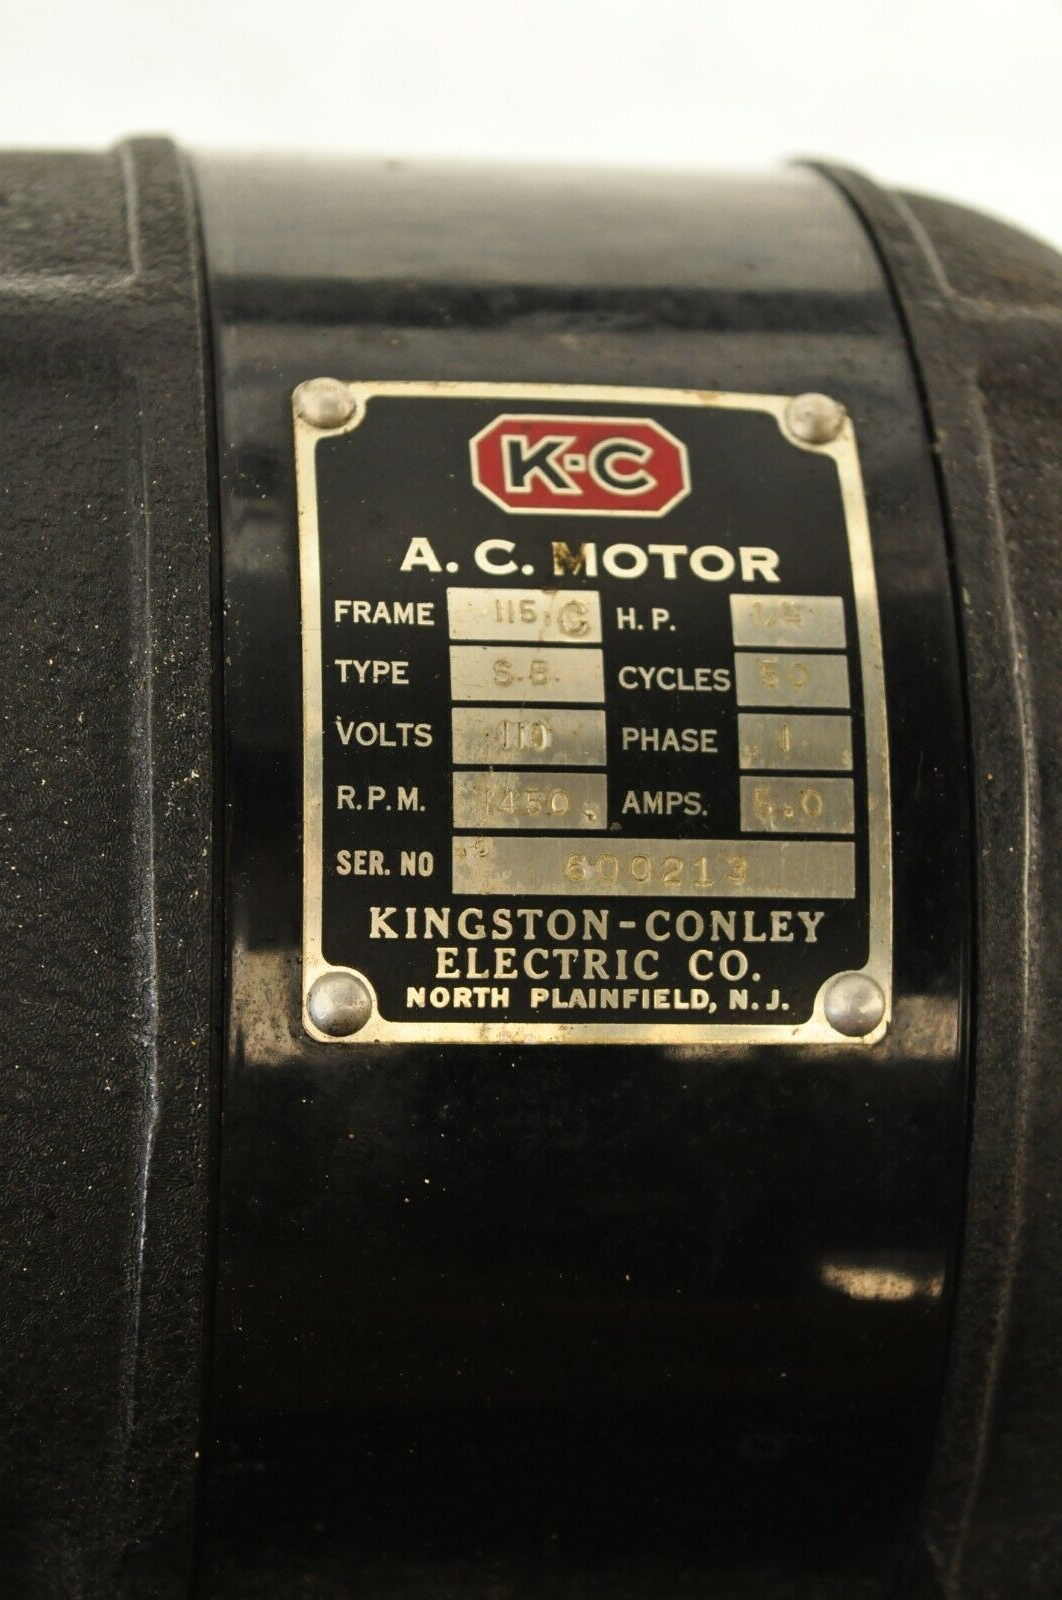 K-C
A. C. MOTOR
FRAME 115 C H. P. 1/4
TYPE S.B. CYCLES 50
VOLTS 110 PHASE 1
R.P.M. 1450 AMPS. 5.0
SER. NO 600213
KINGSTON-CONLEY
ELECTRIC CO.
NORTH PLAINFIELD, N. J.